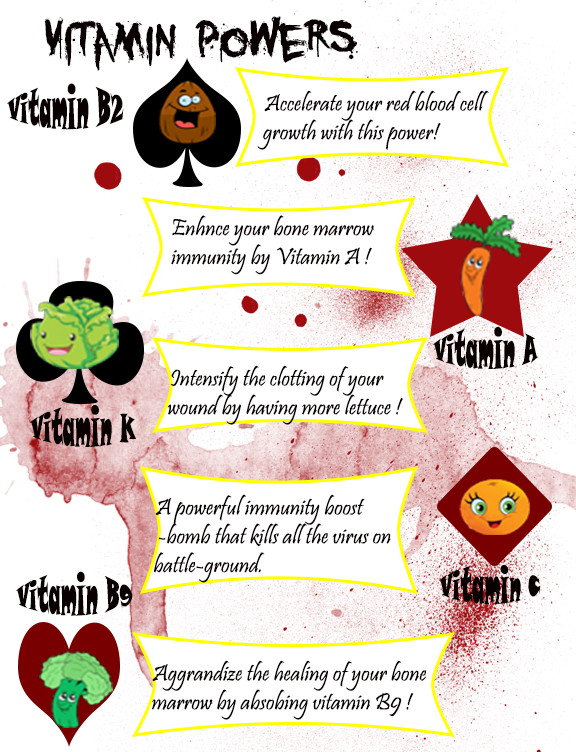 VITAMIN POWERS
vitamin B2
Accelerate your red blood cell
growth with this power!
Enhnce your bone marrow
immunity by Vitamin A !
vitamin A
Intensify the clotting of your
wound by having more lettuce !
vitamin K
A powerful immunity boost
-bomb that kills all the virus on
battle-ground.
vitamin C
vitamin B9
Aggrandize the healing of your bone
marrow by absobing vitamin B9 !